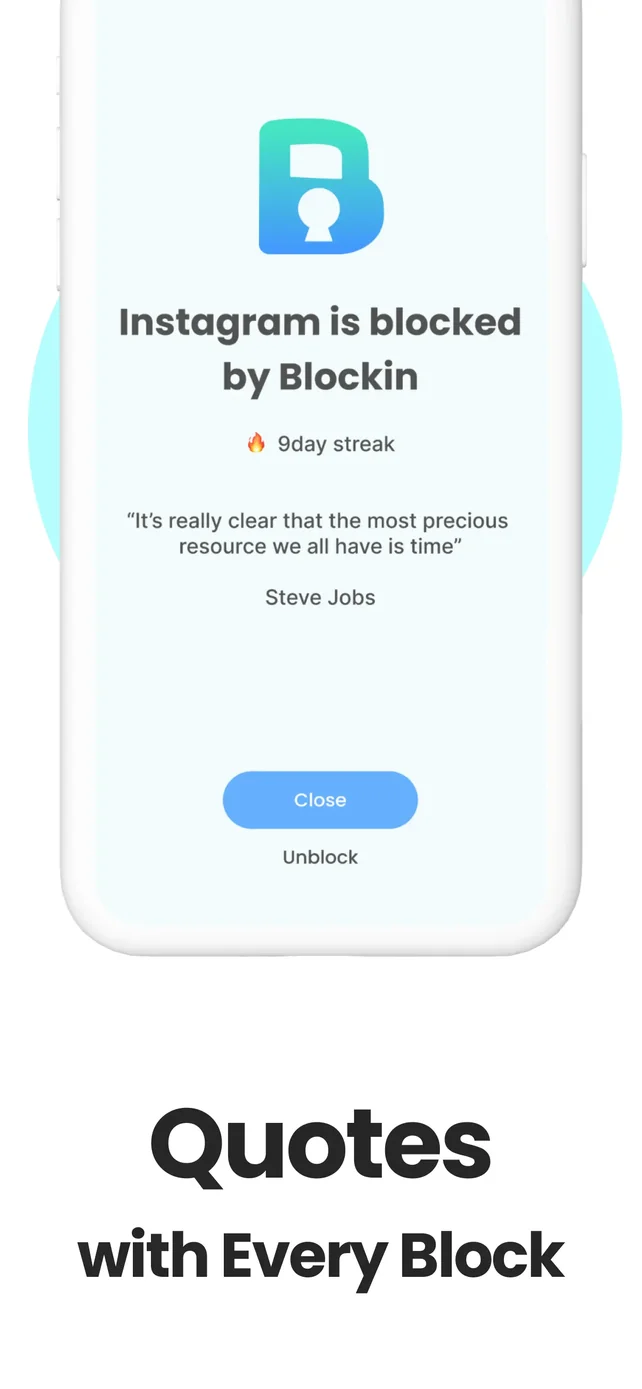 Instagram is blocked
by Blockin
🔥 9day streak
“It’s really clear that the most precious
resource we all have is time”
Steve Jobs
Close
Unblock
Quotes
with Every Block